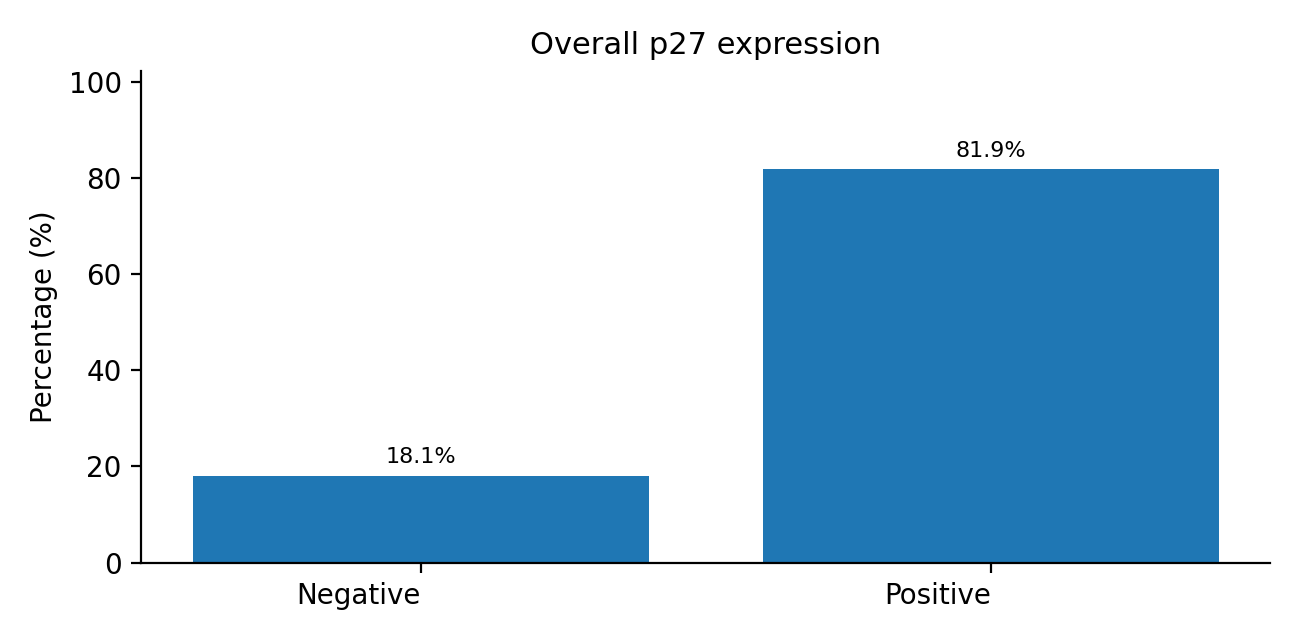 Overall p27 expression
Percentage (%)
100
80
60
40
20
0
18.1%
81.9%
Negative
Positive